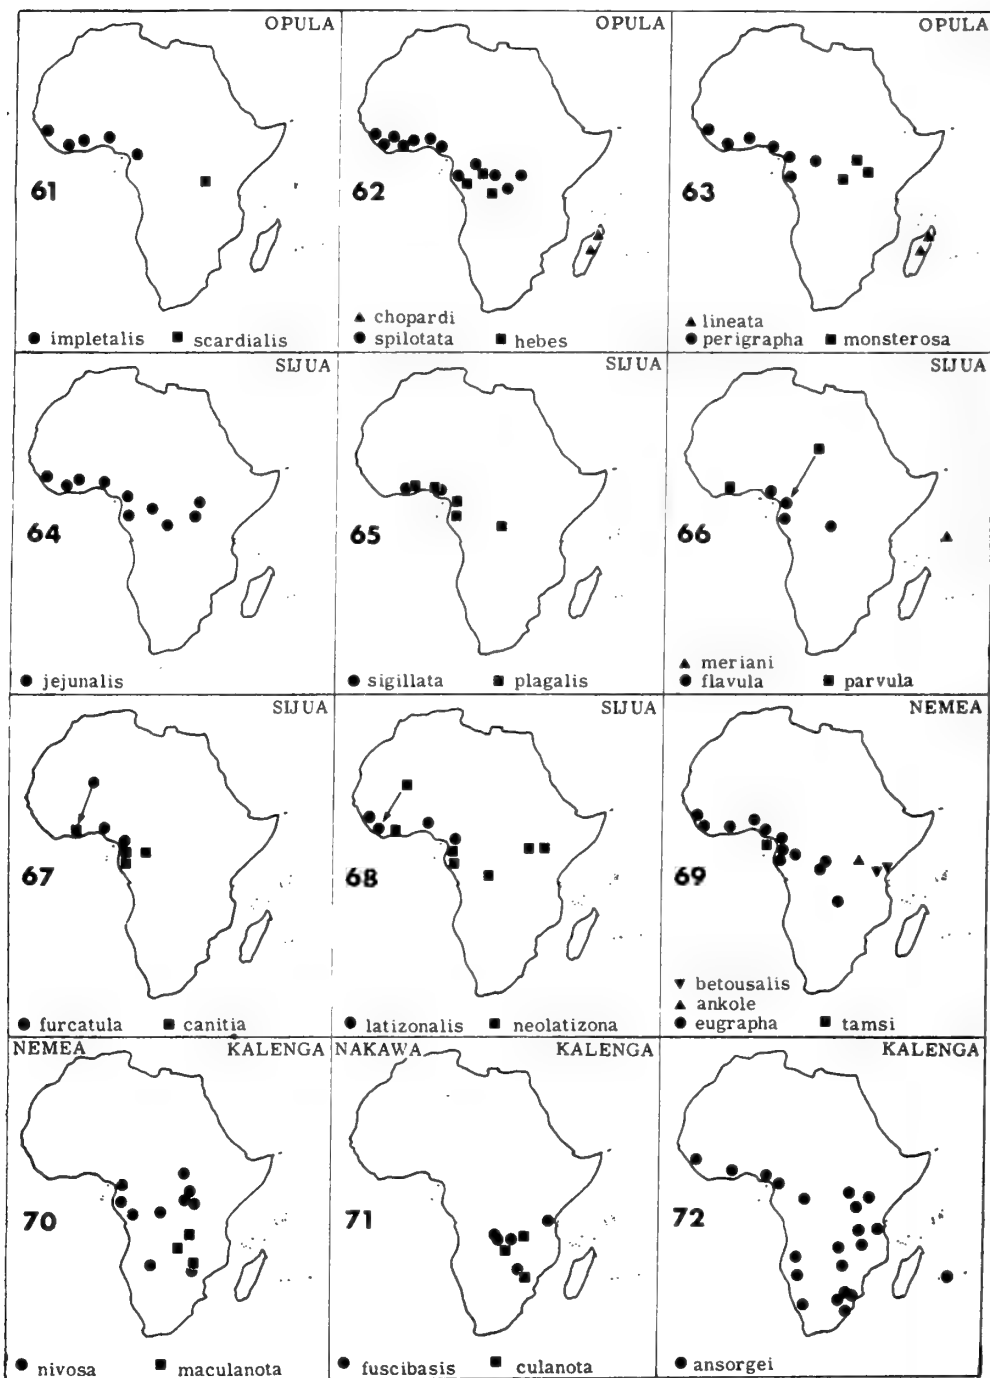 OPULA
61
● impletalis ■ scardialis
OPULA
62
▲ chopardi
● spilotata ■ hebes
OPULA
63
▲ lineata
● perigrapha ■ monsterosa
SIJUA
64
● jejunalis
SIJUA
65
● sigillata ■ plagalis
SIJUA
66
▲ meriani
● flavula ■ parvula
SIJUA
67
● furcatula ■ canitia
SIJUA
68
● latizonalis ■ neolatizona
NEMEA
69
▼ betousalis
▲ ankole
● eugrapha ■ tamsi
NEMEA KALENGA
70
● nivosa ■ maculanota
NAKAWA KALENGA
71
● fuscibasis ■ culanota
KALENGA
72
● ansorgei